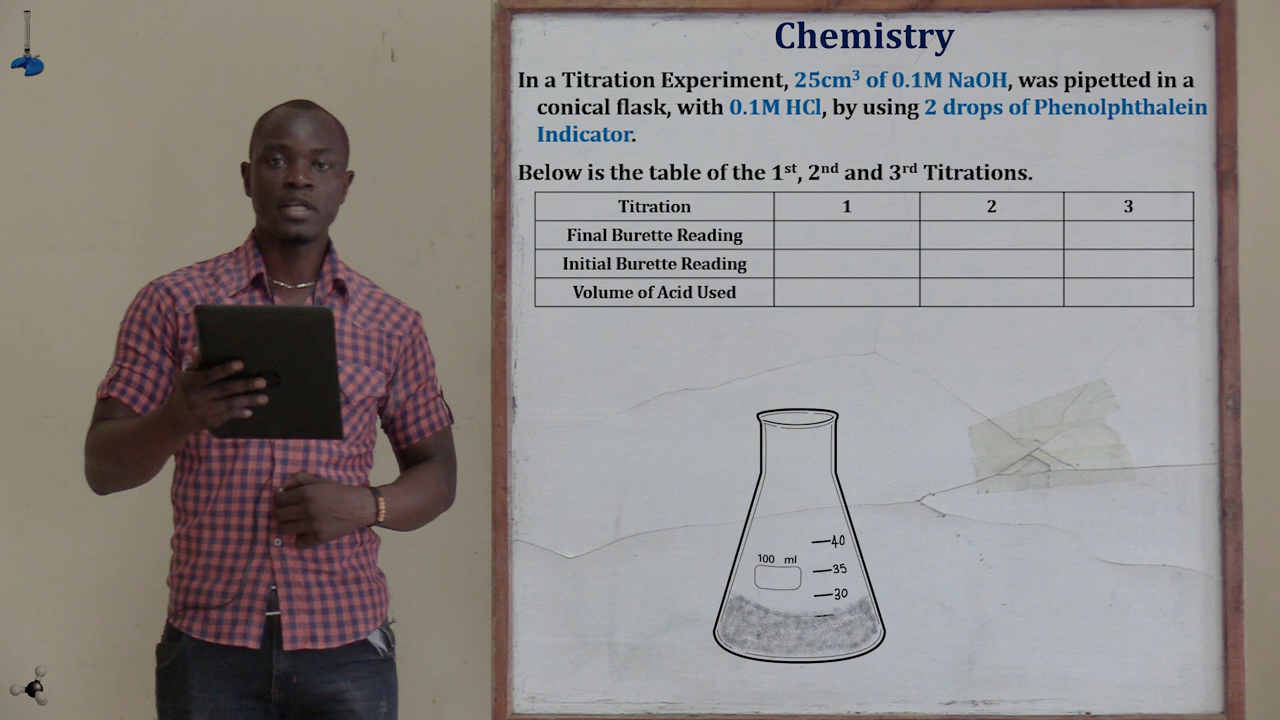 Chemistry
In a Titration Experiment, 25cm³ of 0.1M NaOH, was pipetted in a
conical flask, with 0.1M HCl, by using 2 drops of Phenolphthalein
Indicator.
Below is the table of the 1ˢᵗ, 2ⁿᵈ and 3ʳᵈ Titrations.
Titration 1 2 3
Final Burette Reading
Initial Burette Reading
Volume of Acid Used
40
100 ml
35
30